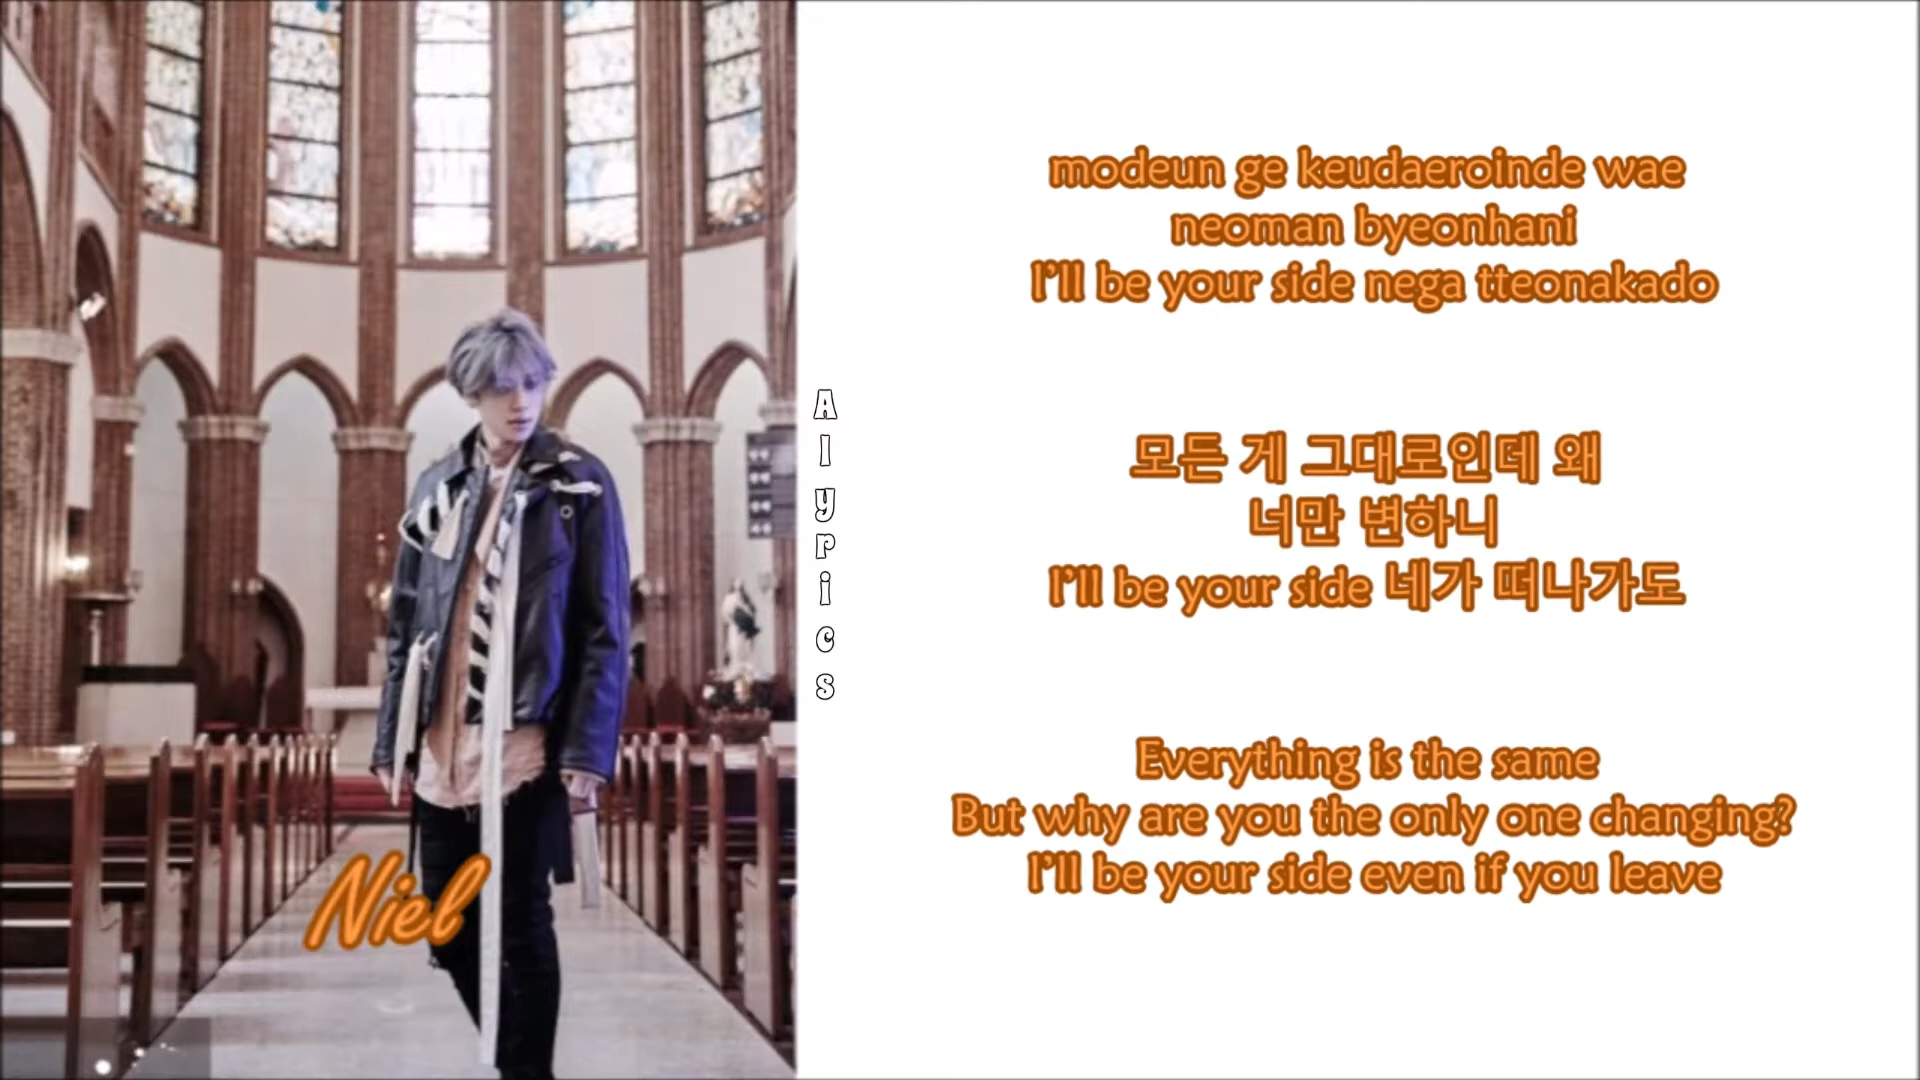 Niel
Alypics
modeun ge keudaeroinde wae
neoman byeonhani
I'll be your side nega tteonakado
모든 게 그대로인데 왜
너만 변하니
I'll be your side 네가 떠나가도
Everything is the same
But why are you the only one changing?
I'll be your side even if you leave